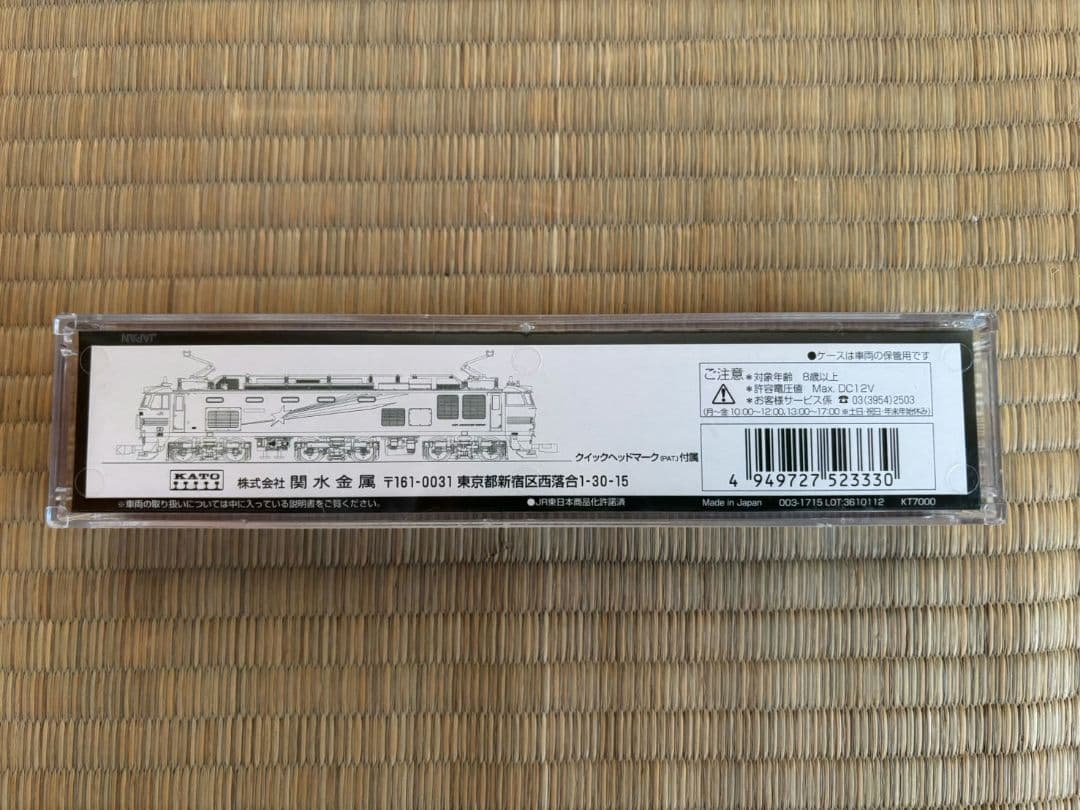 JAPAN
●ケースは車両の保管用です
ご注意 *対象年齢 8歳以上
*許容電圧値 Max. DC12V
*お客様サービス係 ☎ 03(3954)2503
(月〜金 10:00〜12:00, 13:00〜17:00 *土日・祝日・年末年始休み)
クイックヘッドマーク(PAT.)付属
KATO 株式会社 関水金属 〒161-0031 東京都新宿区西落合1-30-15
4 949727 523330
※車両の取り扱いについては中に入っている説明書をご覧ください。
●JR東日本商品化許諾済
Made in Japan 003-1715 LOT:3610112 KT7000